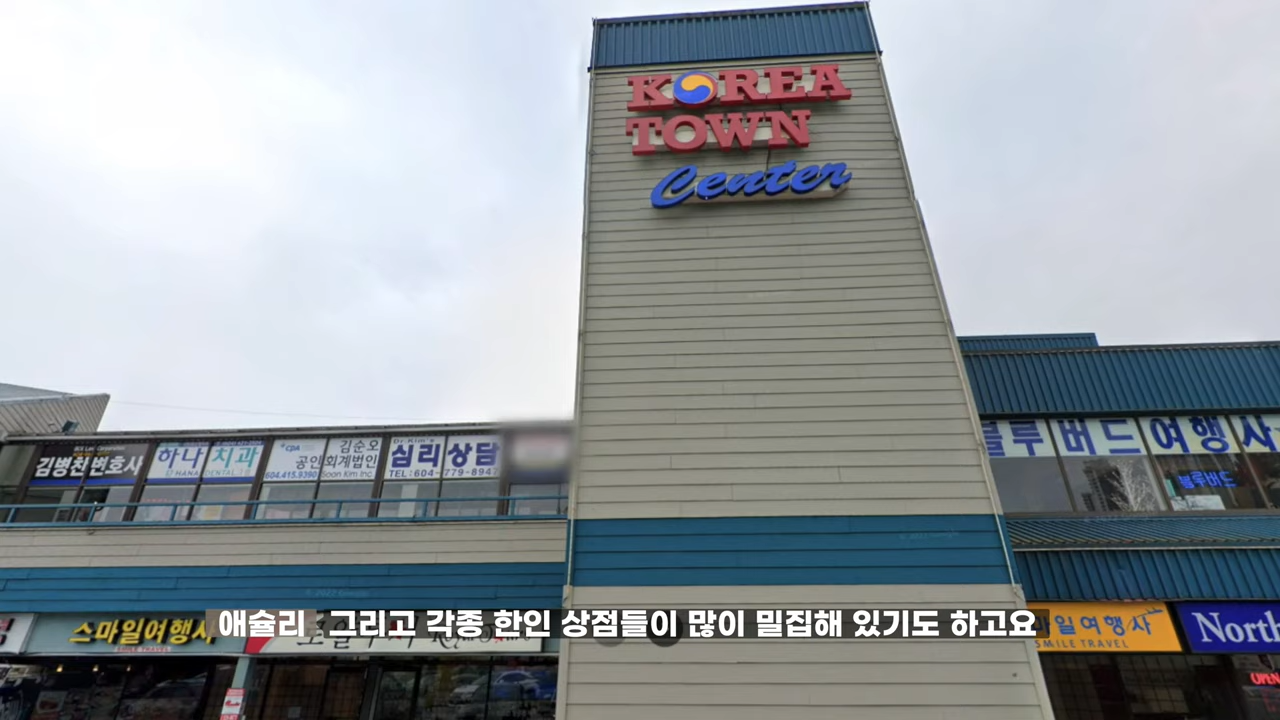 KOREA
TOWN
Center
김병찬변호사
하나치과
HANA DENTAL
CPA
공인회계법인
김순오
604.415.9390 Soon Kim Inc.
Dr Kim's
심리상담
TEL: 604-779-8947
블루버드여행사
블루버드
스마일여행사
SMILE TRAVEL
마일여행사
SMILE TRAVEL
North
OPEN
애슐리 그리고 각종 한인 상점들이 많이 밀집해 있기도 하고요